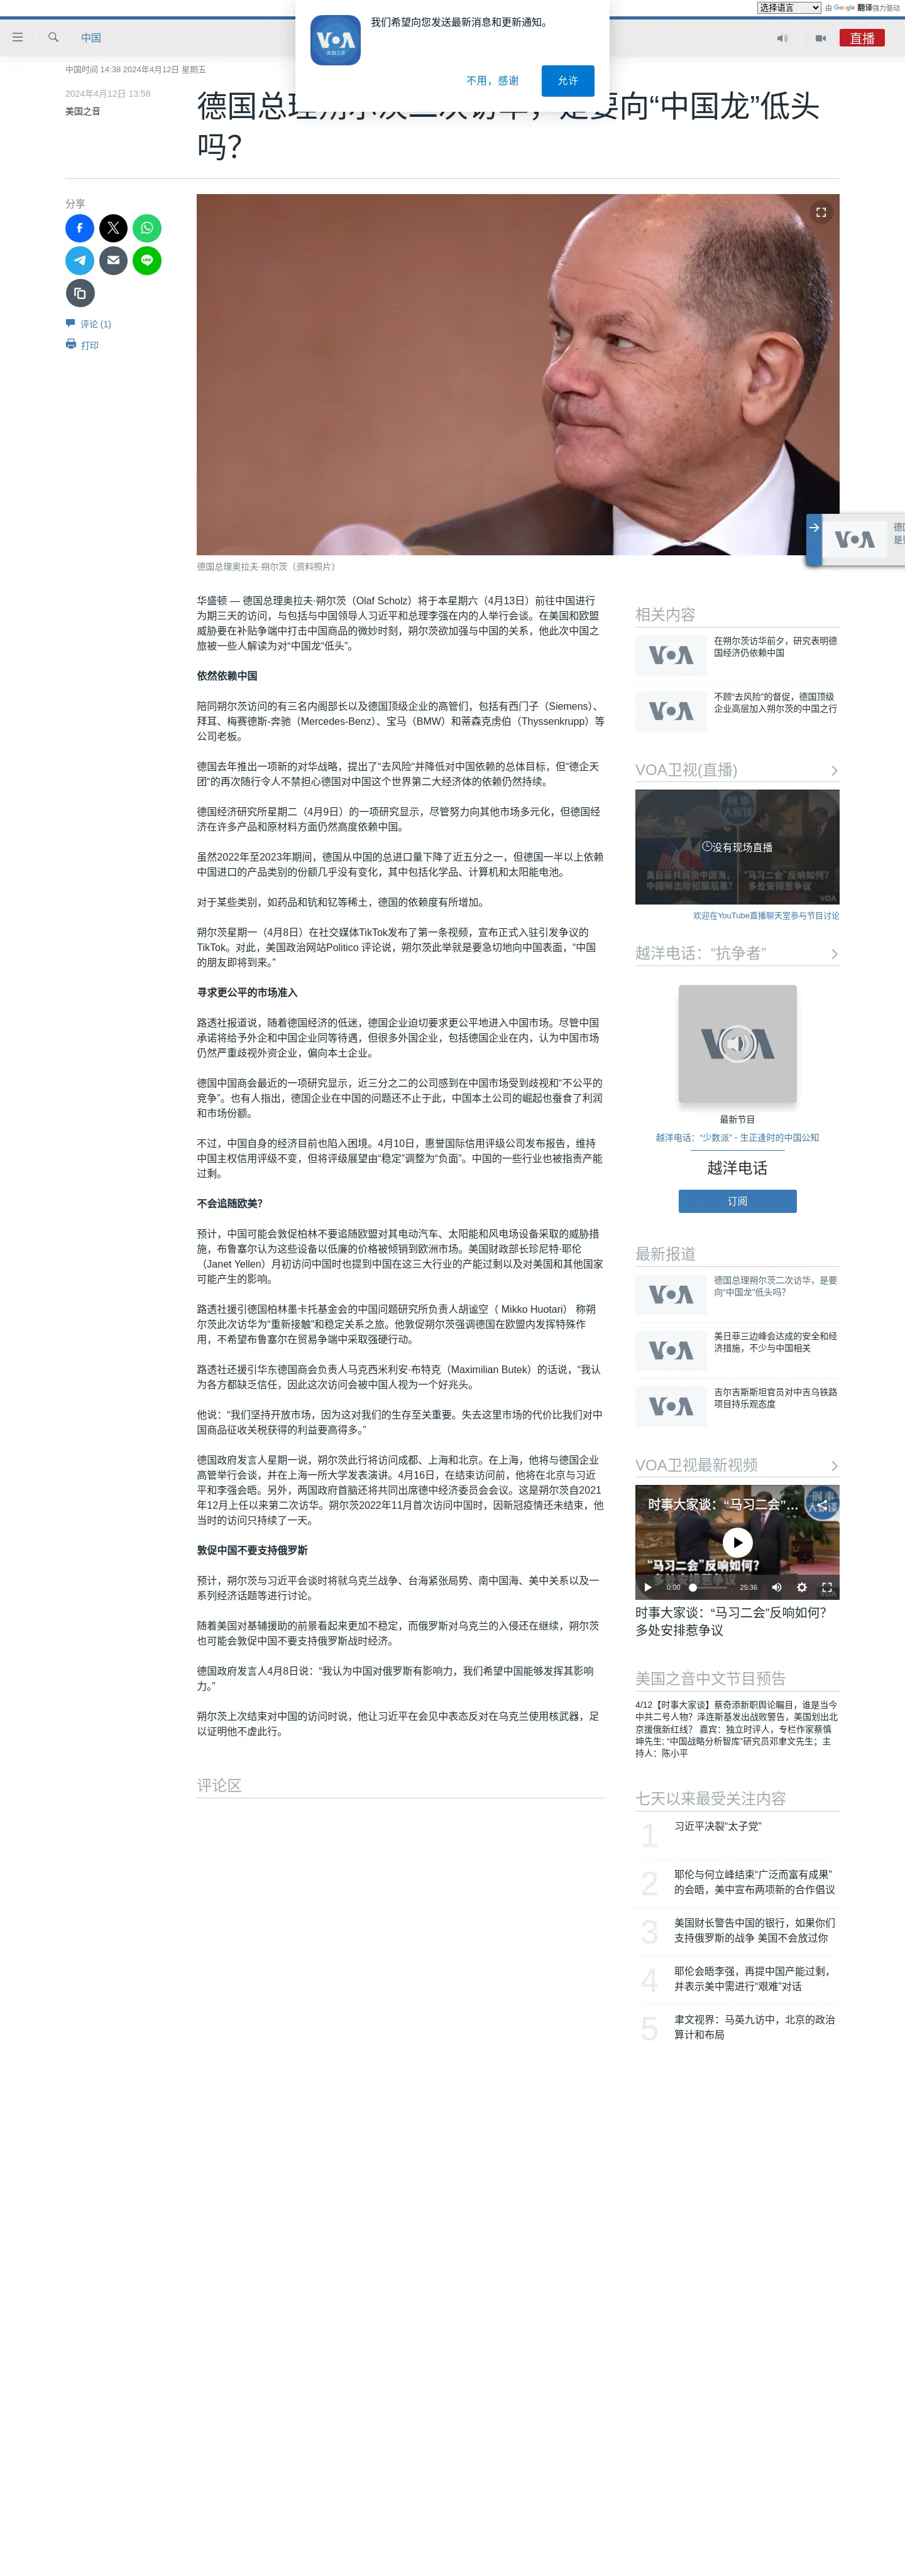 选择语言 由 Google 翻译强力驱动
中国
直播
我们希望向您发送最新消息和更新通知。
VOA
美国之音
不用，感谢
允许
中国时间 14:38 2024年4月12日 星期五
2024年4月12日 13:58
美国之音
吗？
分享
评论 (1)
打印
德国总理奥拉夫·朔尔茨（资料照片）
华盛顿 — 德国总理奥拉夫·朔尔茨（Olaf Scholz）将于本星期六（4月13日）前往中国进行
为期三天的访问，与包括与中国领导人习近平和总理李强在内的人举行会谈。在美国和欧盟
威胁要在补贴争端中打击中国商品的微妙时刻，朔尔茨欲加强与中国的关系，他此次中国之
旅被一些人解读为对“中国龙”低头”。
依然依赖中国
陪同朔尔茨访问的有三名内阁部长以及德国顶级企业的高管们，包括有西门子（Siemens）、
拜耳、梅赛德斯-奔驰（Mercedes-Benz）、宝马（BMW）和蒂森克虏伯（Thyssenkrupp）等
公司老板。
德国去年推出一项新的对华战略，提出了“去风险“并降低对中国依赖的总体目标，但“德企天
团“的再次随行令人不禁担心德国对中国这个世界第二大经济体的依赖仍然持续。
德国经济研究所星期二（4月9日）的一项研究显示，尽管努力向其他市场多元化，但德国经
济在许多产品和原材料方面仍然高度依赖中国。
虽然2022年至2023年期间，德国从中国的总进口量下降了近五分之一，但德国一半以上依赖
中国进口的产品类别的份额几乎没有变化，其中包括化学品、计算机和太阳能电池。
对于某些类别，如药品和钪和钇等稀土，德国的依赖度有所增加。
朔尔茨星期一（4月8日）在社交媒体TikTok发布了第一条视频，宣布正式入驻引发争议的
TikTok。对此，美国政治网站Politico 评论说，朔尔茨此举就是要急切地向中国表面，“中国
的朋友即将到来。”
寻求更公平的市场准入
路透社报道说，随着德国经济的低迷，德国企业迫切要求更公平地进入中国市场。尽管中国
承诺将给予外企和中国企业同等待遇，但很多外国企业，包括德国企业在内，认为中国市场
仍然严重歧视外资企业，偏向本土企业。
德国中国商会最近的一项研究显示，近三分之二的公司感到在中国市场受到歧视和“不公平的
竞争”。也有人指出，德国企业在中国的问题还不止于此，中国本土公司的崛起也蚕食了利润
和市场份额。
不过，中国自身的经济目前也陷入困境。4月10日，惠誉国际信用评级公司发布报告，维持
中国主权信用评级不变，但将评级展望由“稳定”调整为“负面”。中国的一些行业也被指责产能
过剩。
不会追随欧美？
预计，中国可能会敦促柏林不要追随欧盟对其电动汽车、太阳能和风电场设备采取的威胁措
施，布鲁塞尔认为这些设备以低廉的价格被倾销到欧洲市场。美国财政部长珍尼特·耶伦
（Janet Yellen）月初访问中国时也提到中国在这三大行业的产能过剩以及对美国和其他国家
可能产生的影响。
路透社援引德国柏林墨卡托基金会的中国问题研究所负责人胡谧空（ Mikko Huotari） 称朔
尔茨此次访华为“重新接触”和稳定关系之旅。他敦促朔尔茨强调德国在欧盟内发挥特殊作
用，不希望布鲁塞尔在贸易争端中采取强硬行动。
路透社还援引华东德国商会负责人马克西米利安·布特克（Maximilian Butek）的话说，“我认
为各方都缺乏信任，因此这次访问会被中国人视为一个好兆头。
他说：“我们坚持开放市场，因为这对我们的生存至关重要。失去这里市场的代价比我们对中
国商品征收关税获得的利益要高得多。”
德国政府发言人星期一说，朔尔茨此行将访问成都、上海和北京。在上海，他将与德国企业
高管举行会谈，并在上海一所大学发表演讲。4月16日，在结束访问前，他将在北京与习近
平和李强会晤。另外，两国政府首脑还将共同出席德中经济委员会会议。这是朔尔茨自2021
年12月上任以来第二次访华。朔尔茨2022年11月首次访问中国时，因新冠疫情还未结束，他
当时的访问只持续了一天。
敦促中国不要支持俄罗斯
预计，朔尔茨与习近平会谈时将就乌克兰战争、台海紧张局势、南中国海、美中关系以及一
系列经济话题等进行讨论。
随着美国对基辅援助的前景看起来更加不稳定，而俄罗斯对乌克兰的入侵还在继续，朔尔茨
也可能会敦促中国不要支持俄罗斯战时经济。
德国政府发言人4月8日说：“我认为中国对俄罗斯有影响力，我们希望中国能够发挥其影响
力。”
朔尔茨上次结束对中国的访问时说，他让习近平在会见中表态反对在乌克兰使用核武器，足
以证明他不虚此行。
评论区
相关内容
在朔尔茨访华前夕，研究表明德
国经济仍依赖中国
不顾“去风险”的督促，德国顶级
企业高层加入朔尔茨的中国之行
VOA卫视(直播)
没有现场直播
欢迎在YouTube直播聊天室参与节目讨论
越洋电话：“抗争者”
最新节目
越洋电话：“少数派” - 生正逢时的中国公知
越洋电话
订阅
最新报道
德国总理朔尔茨二次访华，是要
向“中国龙”低头吗？
美日菲三边峰会达成的安全和经
济措施，不少与中国相关
吉尔吉斯斯坦官员对中吉乌铁路
项目持乐观态度
VOA卫视最新视频
时事大家谈：“马习二会”...
“马习二会”反响如何？
0:00 25:36
时事大家谈：“马习二会”反响如何？
多处安排惹争议
美国之音中文节目预告
4/12【时事大家谈】蔡奇添新职舆论瞩目，谁是当今
中共二号人物？泽连斯基发出战败警告，美国划出北
京援俄新红线？ 嘉宾：独立时评人，专栏作家蔡慎
坤先生; “中国战略分析智库”研究员邓聿文先生；主
持人：陈小平
七天以来最受关注内容
1 习近平决裂“太子党”
2 耶伦与何立峰结束“广泛而富有成果”
的会晤，美中宣布两项新的合作倡议
3 美国财长警告中国的银行，如果你们
支持俄罗斯的战争 美国不会放过你
4 耶伦会晤李强，再提中国产能过剩，
并表示美中需进行“艰难”对话
5 聿文视界：马英九访中，北京的政治
算计和布局